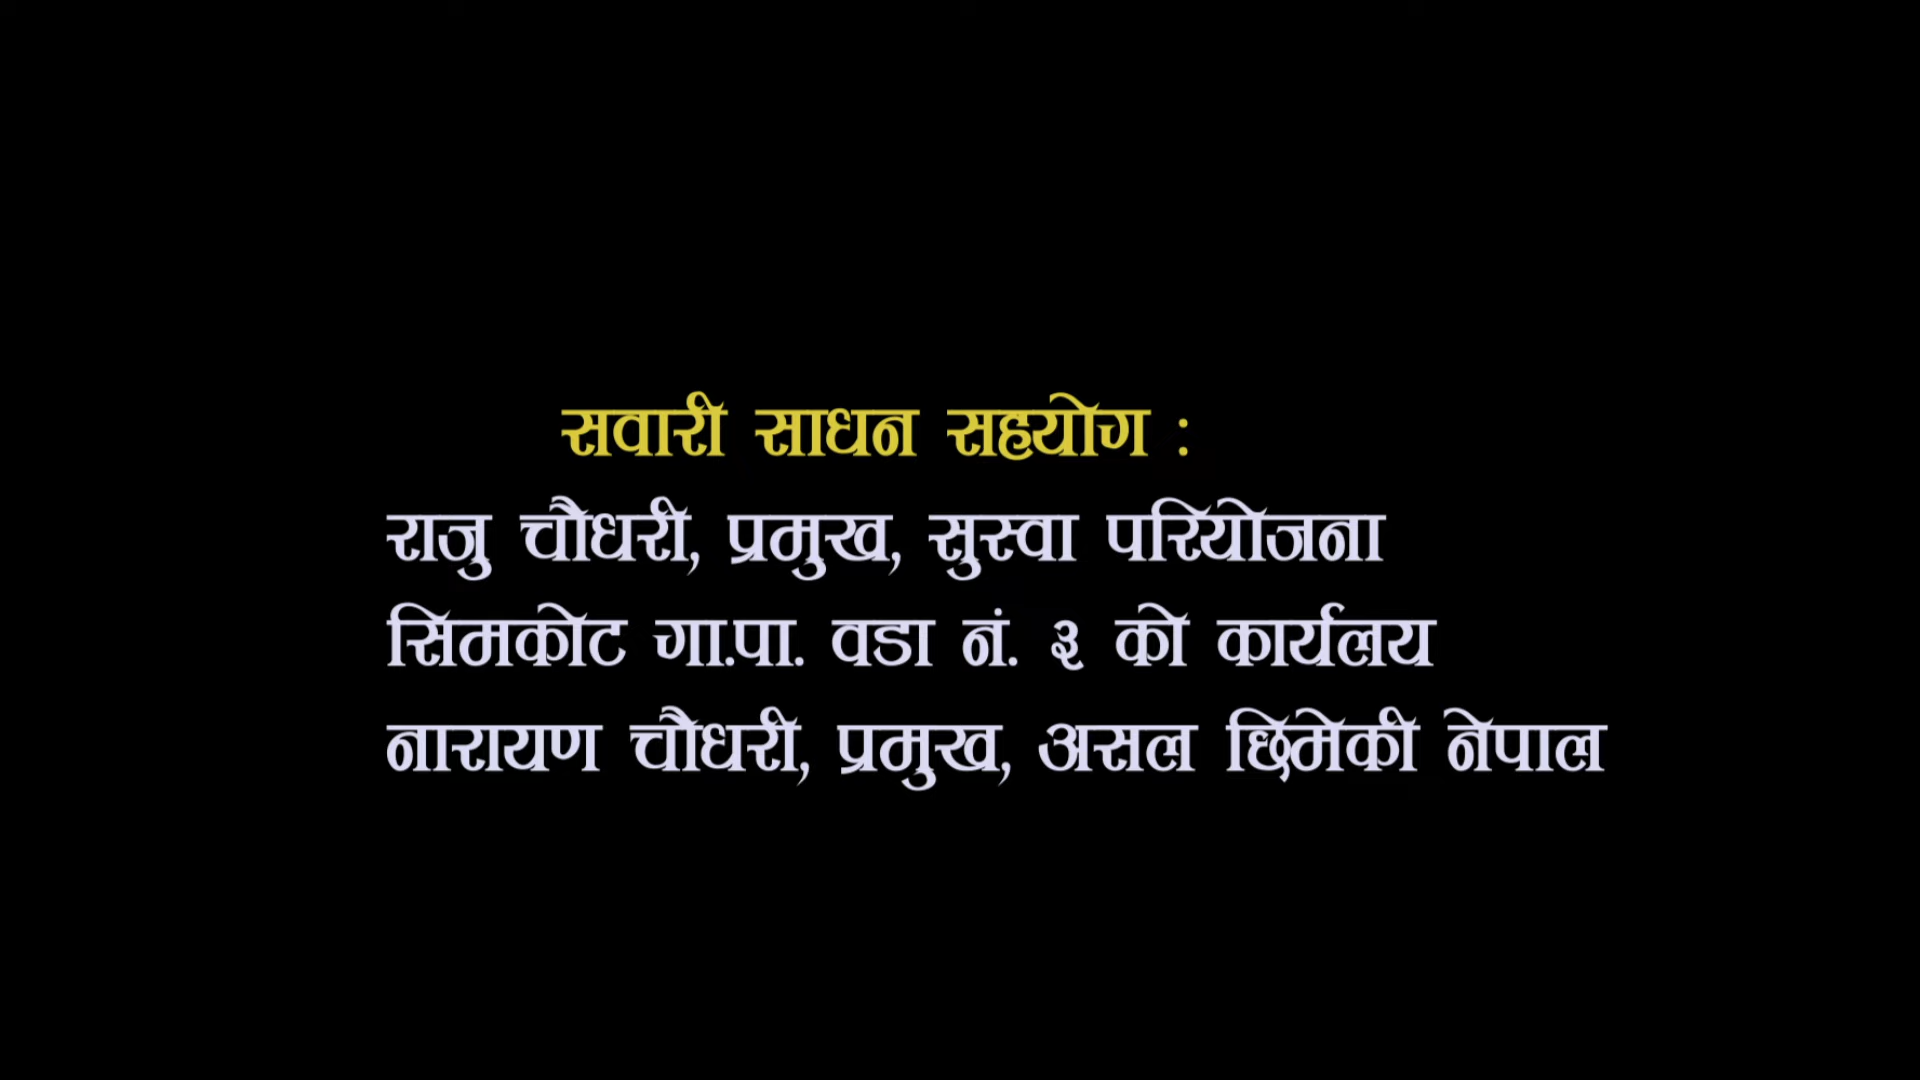 सवारी साधन सहयोग :
राजु चौधरी, प्रमुख, सुस्वा परियोजना
सिमकोट गा.पा. वडा नं. ३ को कार्यलय
नारायण चौधरी, प्रमुख, असल छिमेकी नेपाल